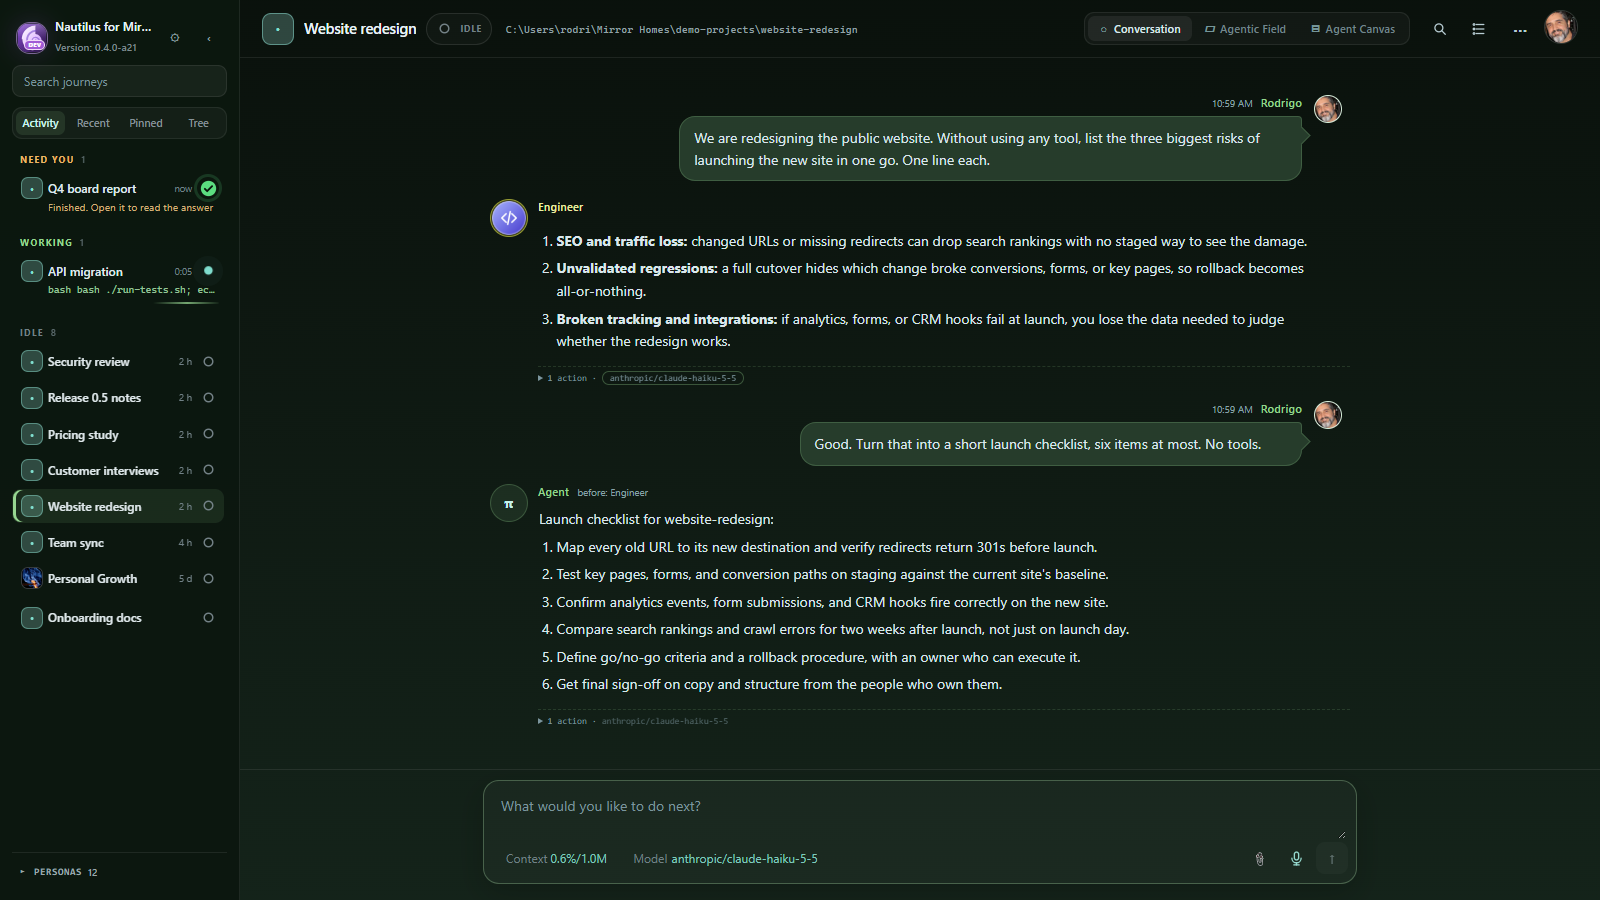 Nautilus for Mir...
Version: 0.4.0-a21
DEV
Search journeys
Activity Recent Pinned Tree
NEED YOU 1
Q4 board report now
Finished. Open it to read the answer
WORKING 1
API migration 0:05
bash bash ./run-tests.sh; ec…
IDLE 8
Security review 2 h
Release 0.5 notes 2 h
Pricing study 2 h
Customer interviews 2 h
Website redesign 2 h
Team sync 4 h
Personal Growth 5 d
Onboarding docs
PERSONAS 12
Website redesign IDLE C:\Users\rodri\Mirror Homes\demo-projects\website-redesign
Conversation Agentic Field Agent Canvas
10:59 AM Rodrigo
We are redesigning the public website. Without using any tool, list the three biggest risks of
launching the new site in one go. One line each.
Engineer
1. SEO and traffic loss: changed URLs or missing redirects can drop search rankings with no staged way to see the damage.
2. Unvalidated regressions: a full cutover hides which change broke conversions, forms, or key pages, so rollback becomes
all-or-nothing.
3. Broken tracking and integrations: if analytics, forms, or CRM hooks fail at launch, you lose the data needed to judge
whether the redesign works.
1 action · anthropic/claude-haiku-5-5
10:59 AM Rodrigo
Good. Turn that into a short launch checklist, six items at most. No tools.
π
Agent before: Engineer
Launch checklist for website-redesign:
1. Map every old URL to its new destination and verify redirects return 301s before launch.
2. Test key pages, forms, and conversion paths on staging against the current site's baseline.
3. Confirm analytics events, form submissions, and CRM hooks fire correctly on the new site.
4. Compare search rankings and crawl errors for two weeks after launch, not just on launch day.
5. Define go/no-go criteria and a rollback procedure, with an owner who can execute it.
6. Get final sign-off on copy and structure from the people who own them.
1 action · anthropic/claude-haiku-5-5
What would you like to do next?
Context 0.6%/1.0M Model anthropic/claude-haiku-5-5